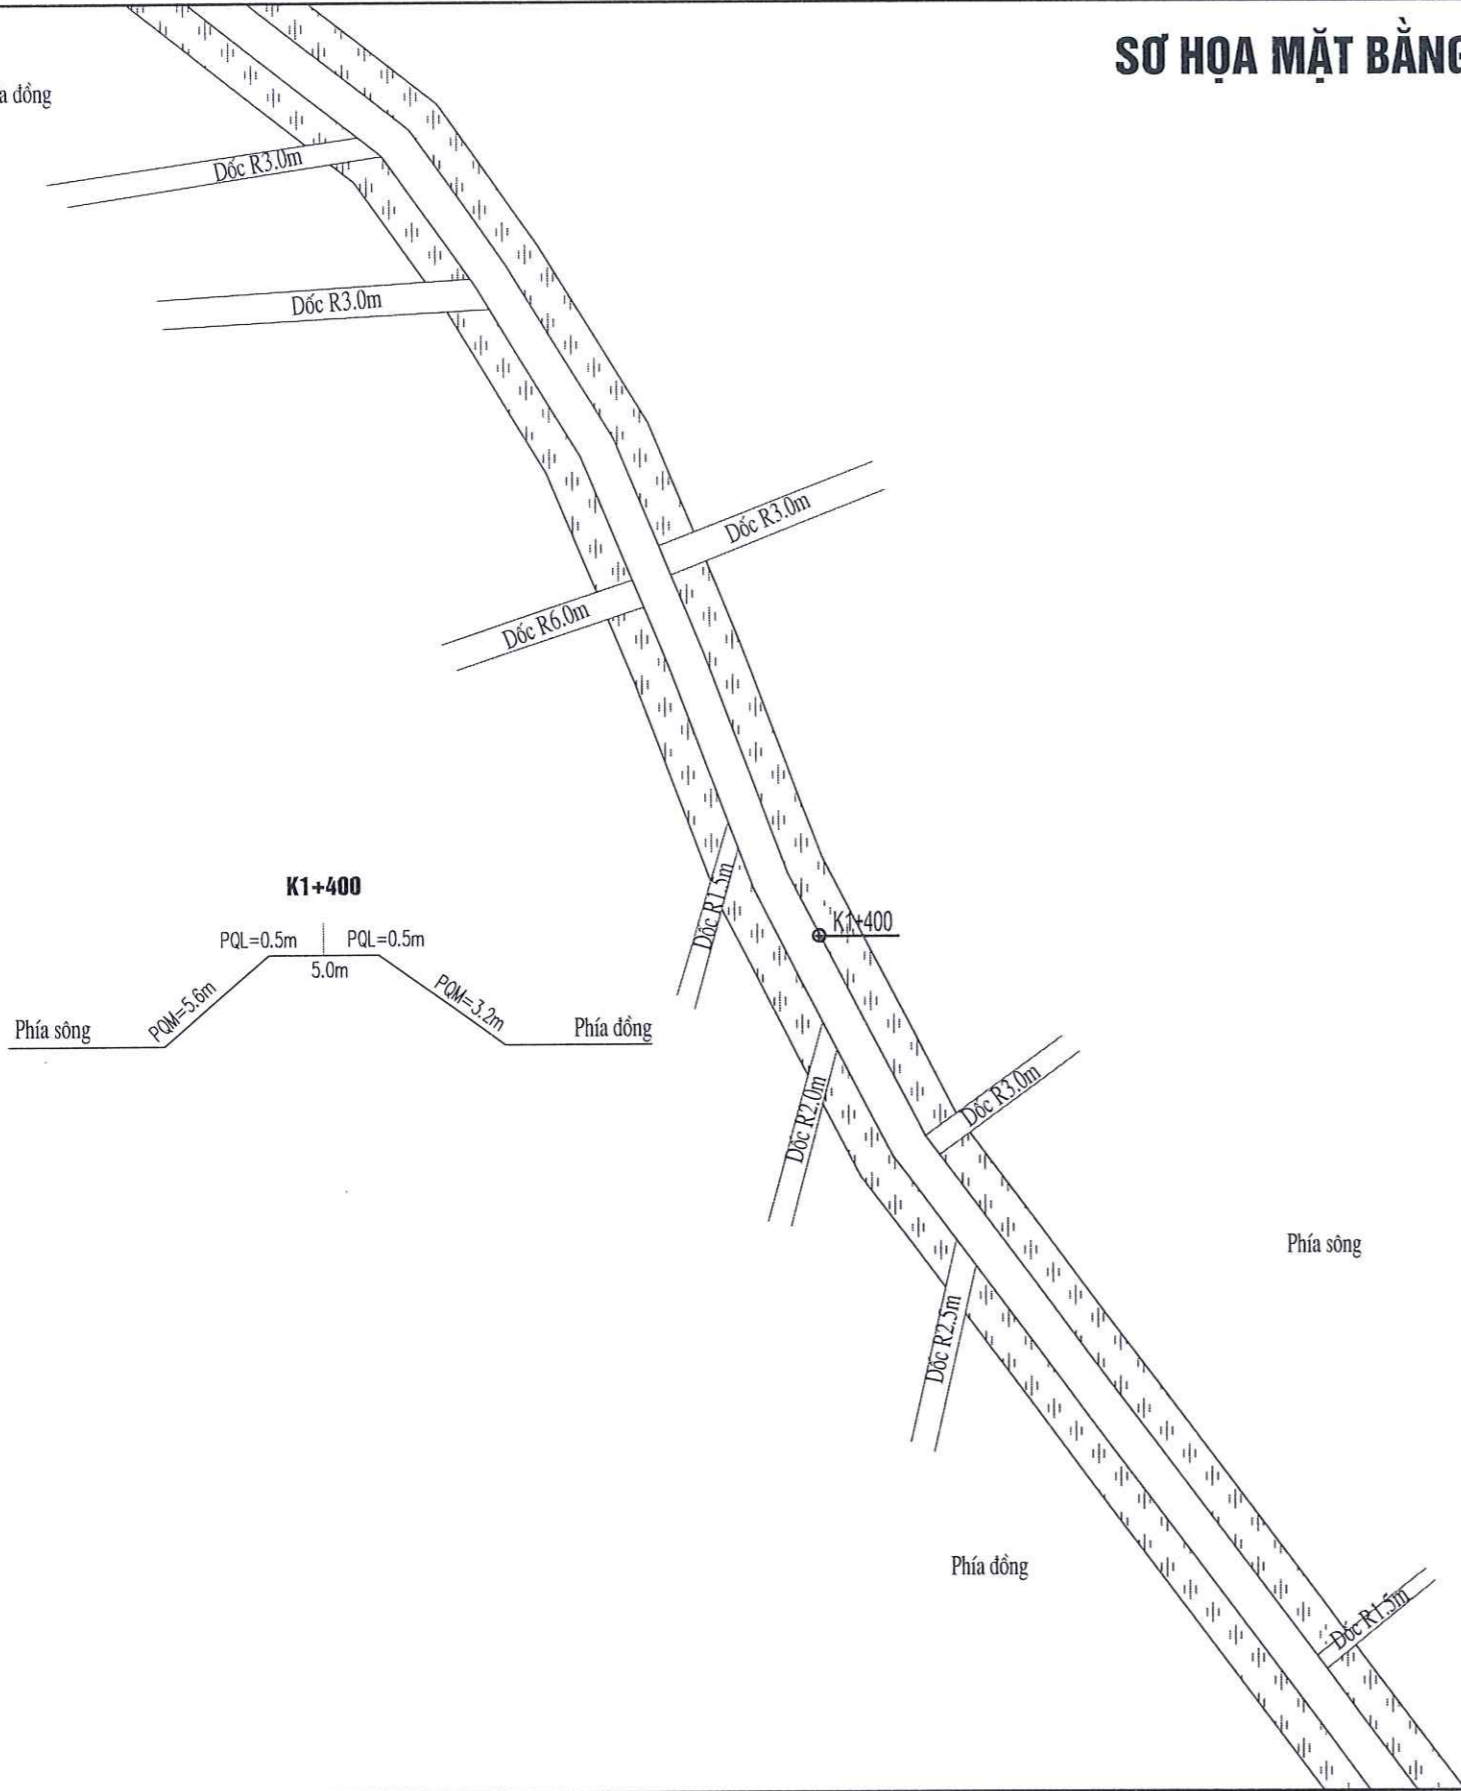 SƠ HỌA MẶT BẰNG
a đồng
Dốc R3.0m
Dốc R3.0m
Dốc R3.0m
Dốc R6.0m
Dốc R1.5m
K1+400
K1+400
PQL=0.5m PQL=0.5m
5.0m
PQM=5.6m
PQM=3.2m
Phía sông
Phía đồng
Dốc R2.0m
Dốc R3.0m
Phía sông
Dốc R2.5m
Phía đồng
Dốc R1.5m